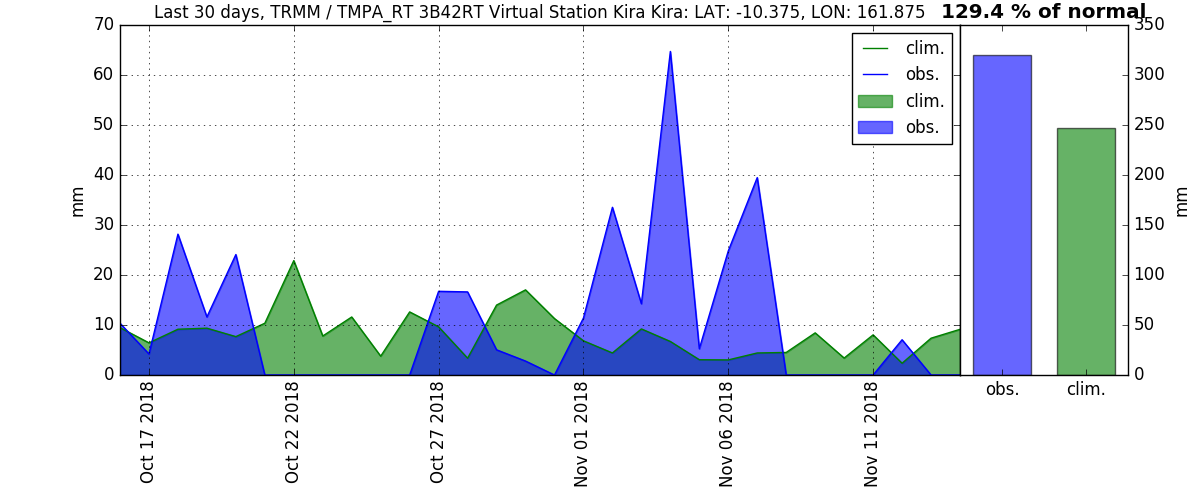 Last 30 days, TRMM / TMPA_RT 3B42RT Virtual Station Kira Kira: LAT: -10.375, LON: 161.875
129.4 % of normal
70
60
50
40
30
20
10
0
mm
clim.
obs.
clim.
obs.
350
300
250
200
150
100
50
0
mm
Oct 17 2018
Oct 22 2018
Oct 27 2018
Nov 01 2018
Nov 06 2018
Nov 11 2018
obs.
clim.